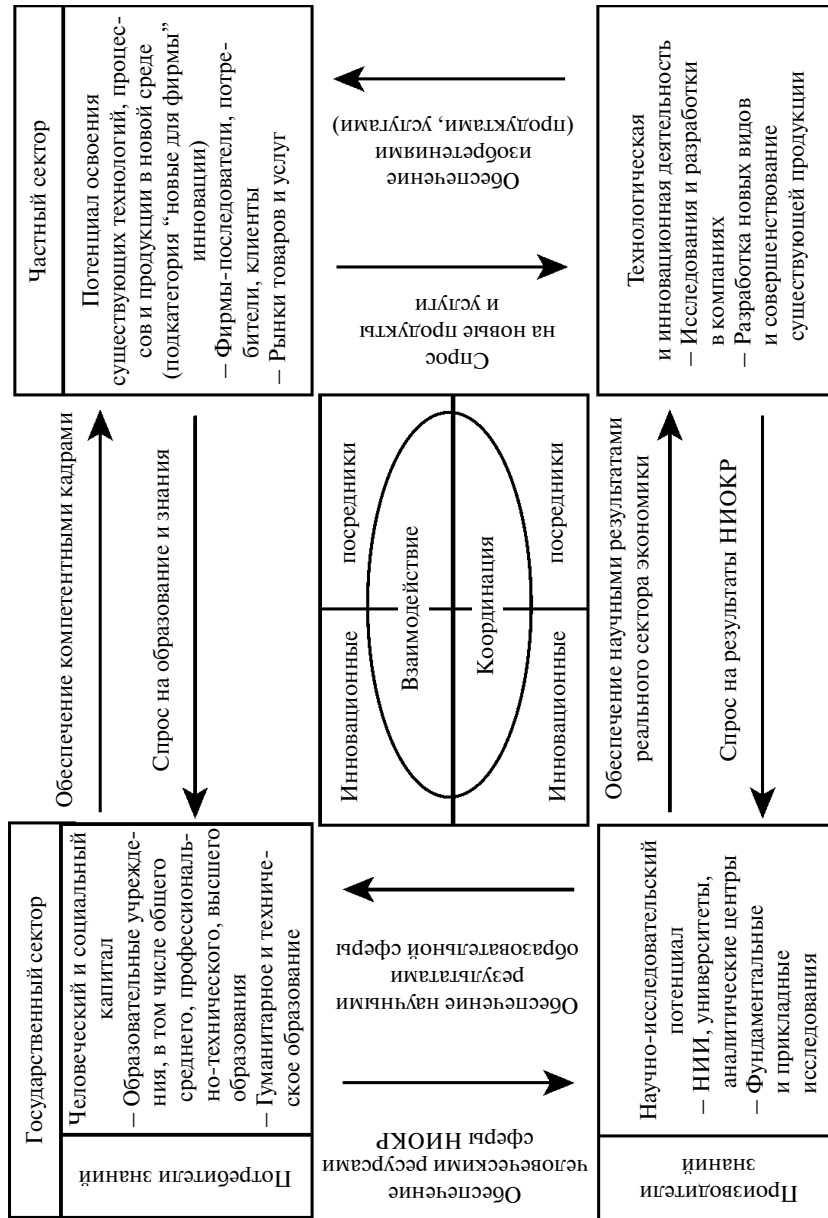 Государственный сектор
Частный сектор
Потребители знаний
Человеческий и социальный
капитал
– Образовательные учрежде-
ния, в том числе общего
среднего, профессиональ-
но-технического, высшего
образования
– Гуманитарное и техниче-
ское образование
Обеспечение компетентными кадрами
Спрос на образование и знания
Потенциал освоения
существующих технологий, процес-
сов и продукции в новой среде
(подкатегория “новые для фирмы”
инновации)
– Фирмы-последователи, потре-
бители, клиенты
– Рынки товаров и услуг
Обеспечение
человеческими ресурсами
сферы НИОКР
Обеспечение научными
результатами
образовательной сферы
Инновационные
посредники
Взаимодействие
Координация
Инновационные
посредники
Спрос
на новые продукты
и услуги
Обеспечение
изобретениями
(продуктами, услугами)
Производители
знаний
Научно-исследовательский
потенциал
– НИИ, университеты,
аналитические центры
– Фундаментальные
и прикладные
исследования
Обеспечение научными результатами
реального сектора экономики
Спрос на результаты НИОКР
Технологическая
и инновационная деятельность
– Исследования и разработки
в компаниях
– Разработка новых видов
и совершенствование
существующей продукции